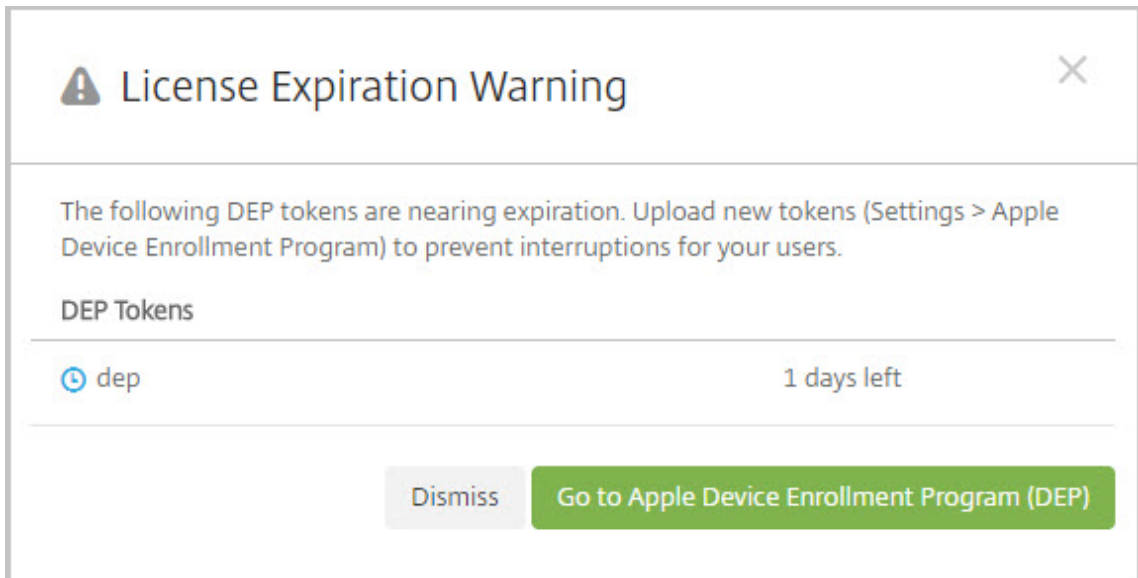 License Expiration Warning
The following DEP tokens are nearing expiration. Upload new tokens (Settings > Apple
Device Enrollment Program) to prevent interruptions for your users.
DEP Tokens
dep 1 days left
Dismiss Go to Apple Device Enrollment Program (DEP)